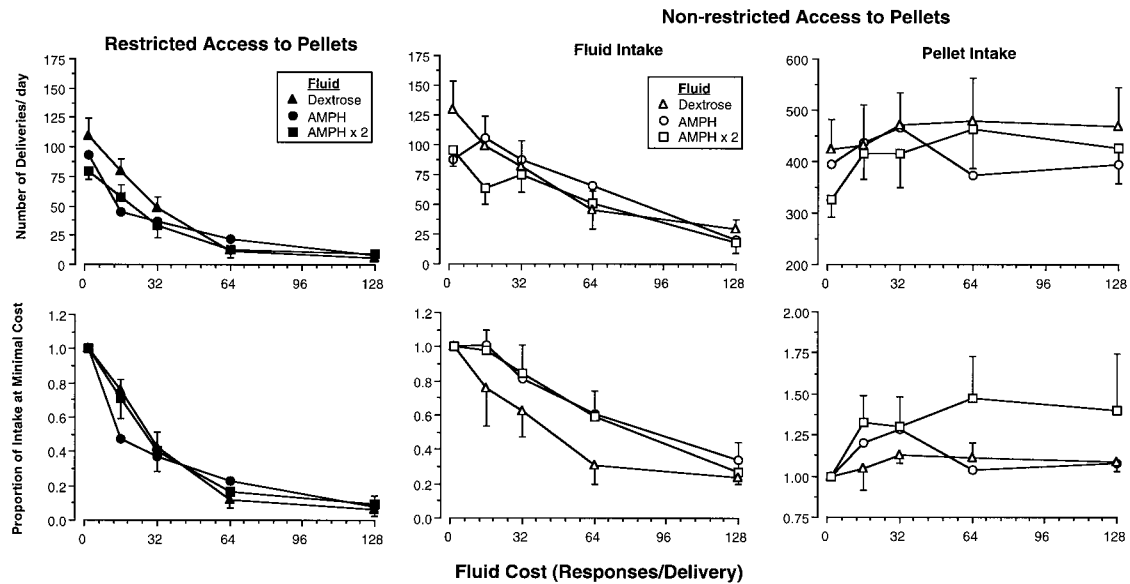 Non-restricted Access to Pellets
Restricted Access to Pellets
Fluid Intake
Pellet Intake
Number of Deliveries/ day
175
150
125
100
75
50
25
0
Fluid
Dextrose
AMPH
AMPH x 2
0 32 64 96 128
175
150
125
100
75
50
25
0
Fluid
Dextrose
AMPH
AMPH x 2
0 32 64 96 128
600
500
400
300
200
0 32 64 96 128
Proportion of Intake at Minimal Cost
1.2
1.0
0.8
0.6
0.4
0.2
0.0
0 32 64 96 128
1.2
1.0
0.8
0.6
0.4
0.2
0.0
0 32 64 96 128
2.00
1.75
1.50
1.25
1.00
0.75
0 32 64 96 128
Fluid Cost (Responses/Delivery)